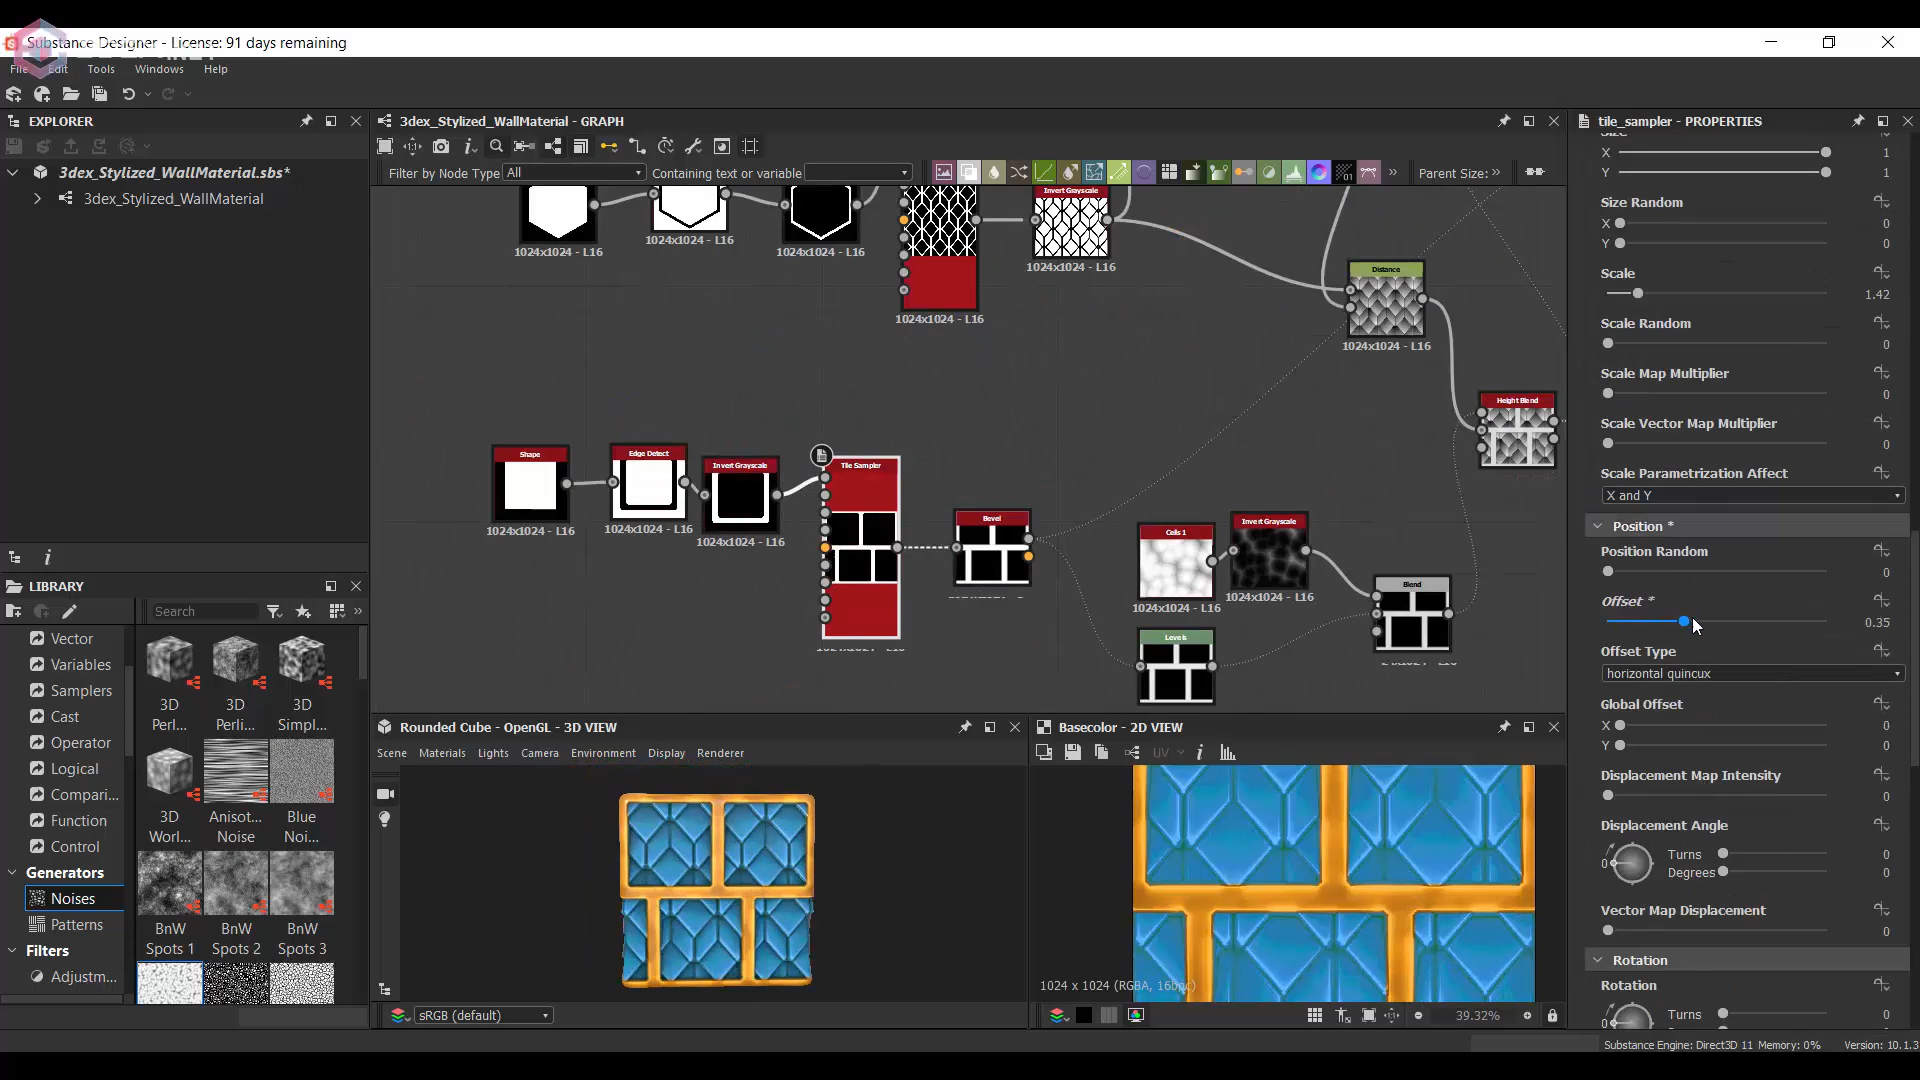 Substance Designer - License: 91 days remaining
File Edit Tools Windows Help
EXPLORER
3dex_Stylized_WallMaterial.sbs*
3dex_Stylized_WallMaterial
LIBRARY
Search
Vector
Variables
Samplers
Cast
Operator
Logical
Compari...
Function
Control
Generators
Noises
Patterns
Filters
Adjustm...
3D Perl...
3D Perli...
3D Simpl...
3D Worl...
Anisot... Noise
Blue Noi...
BnW Spots 1
BnW Spots 2
BnW Spots 3
3dex_Stylized_WallMaterial - GRAPH
Filter by Node Type All Containing text or variable
Parent Size:
Invert Grayscale
1024x1024 - L16
1024x1024 - L16
1024x1024 - L16
1024x1024 - L16
1024x1024 - L16
Distance
1024x1024 - L16
Height Blend
Shape
1024x1024 - L16
Edge Detect
1024x1024 - L16
Invert Grayscale
1024x1024 - L16
Tile Sampler
Bevel
Cells 1
1024x1024 - L16
Invert Grayscale
1024x1024 - L16
Blend
Levels
Rounded Cube - OpenGL - 3D VIEW
Scene Materials Lights Camera Environment Display Renderer
sRGB (default)
Basecolor - 2D VIEW
UV
1024 x 1024 (RGBA, 16bpc)
39.32%
tile_sampler - PROPERTIES
Size
X 1
Y 1
Size Random
X 0
Y 0
Scale
1.42
Scale Random
0
Scale Map Multiplier
0
Scale Vector Map Multiplier
0
Scale Parametrization Affect
X and Y
Position *
Position Random
0
Offset *
0.35
Offset Type
horizontal quincux
Global Offset
X 0
Y 0
Displacement Map Intensity
0
Displacement Angle
0 Turns 0
Degrees 0
Vector Map Displacement
0
Rotation
Rotation
0 Turns 0
Substance Engine: Direct3D 11 Memory: 0% Version: 10.1.3